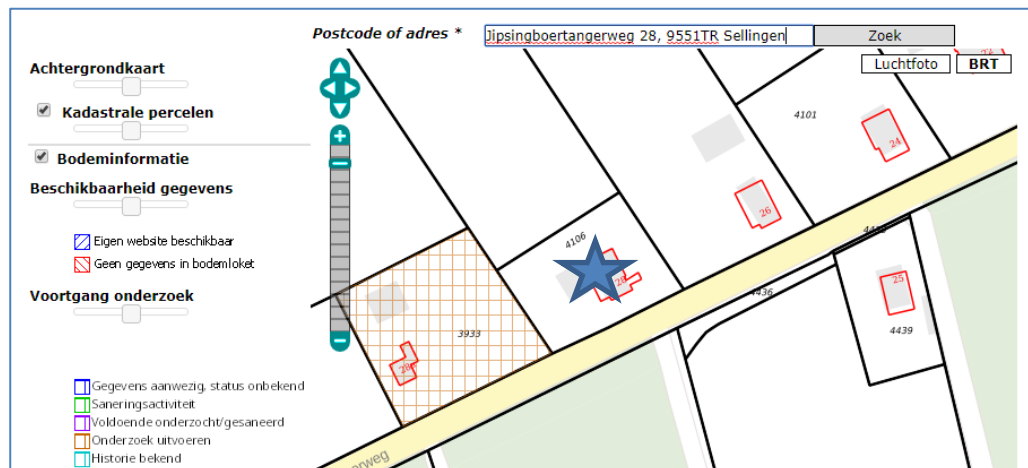 Postcode of adres *
Jipsingboertangerweg 28, 9551TR Sellingen
Zoek
Luchtfoto
BRT
Achtergrondkaart
Kadastrale percelen
Bodeminformatie
Beschikbaarheid gegevens
Eigen website beschikbaar
Geen gegevens in bodemloket
Voortgang onderzoek
Gegevens aanwezig, status onbekend
Saneringsactiviteit
Voldoende onderzocht/gesaneerd
Onderzoek uitvoeren
Historie bekend
4101
24
26
4106
28
3933
28a
4436
25
4439
erweg